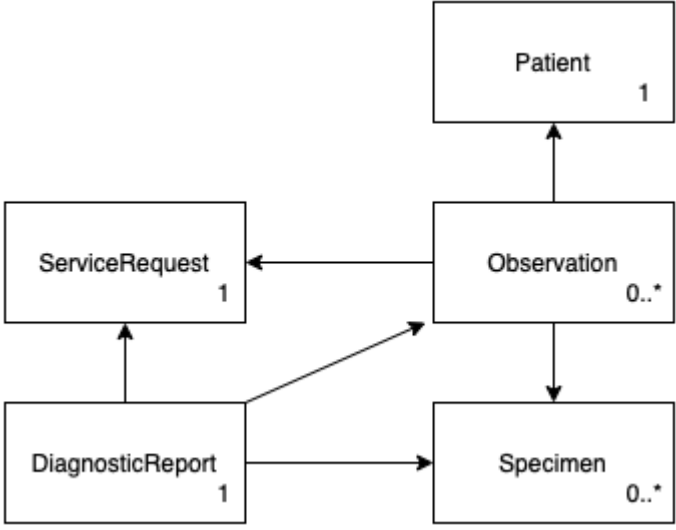 Patient
1
ServiceRequest
1
Observation
0..*
DiagnosticReport
1
Specimen
0..*